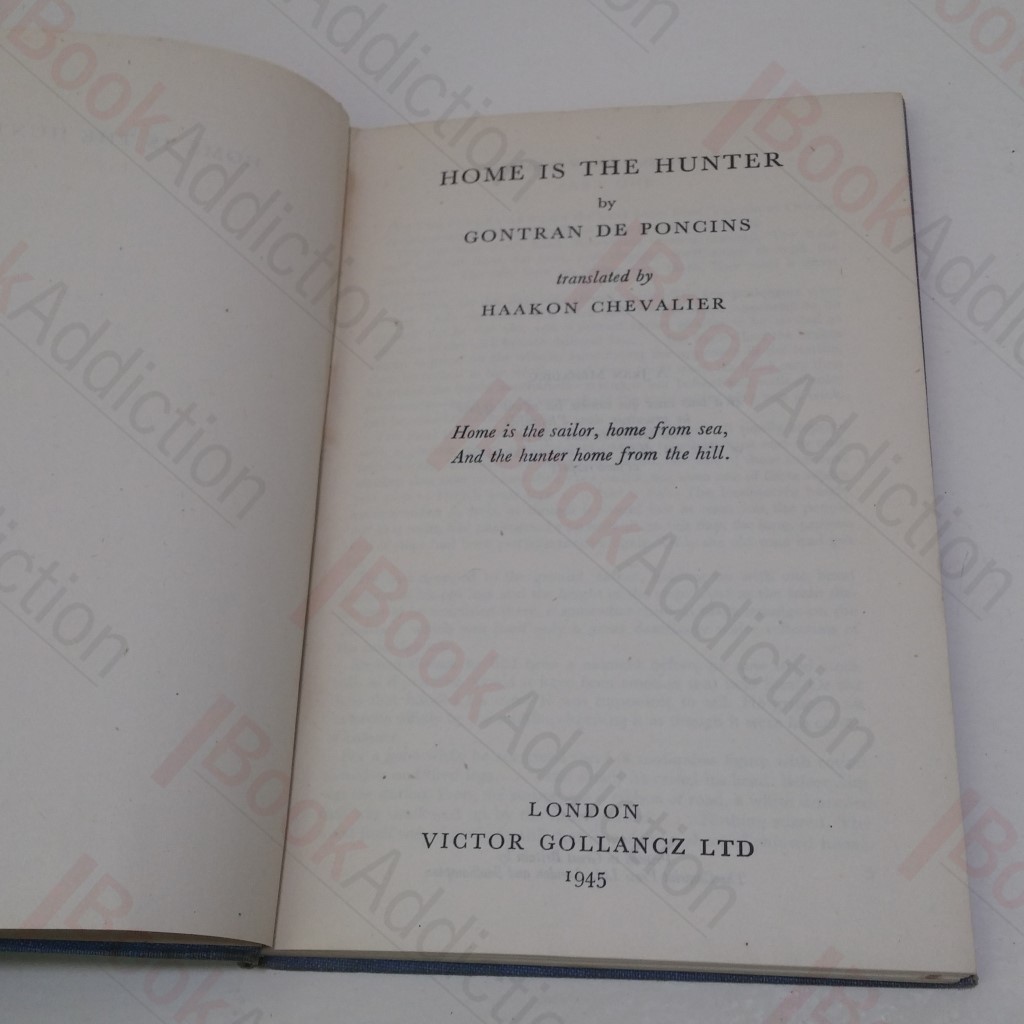 HOME IS THE HUNTER
by
GONTRAN DE PONCINS
translated by
HAAKON CHEVALIER
Home is the sailor, home from sea,
And the hunter home from the hill.
LONDON
VICTOR GOLLANCZ LTD
1945
BookAddiction